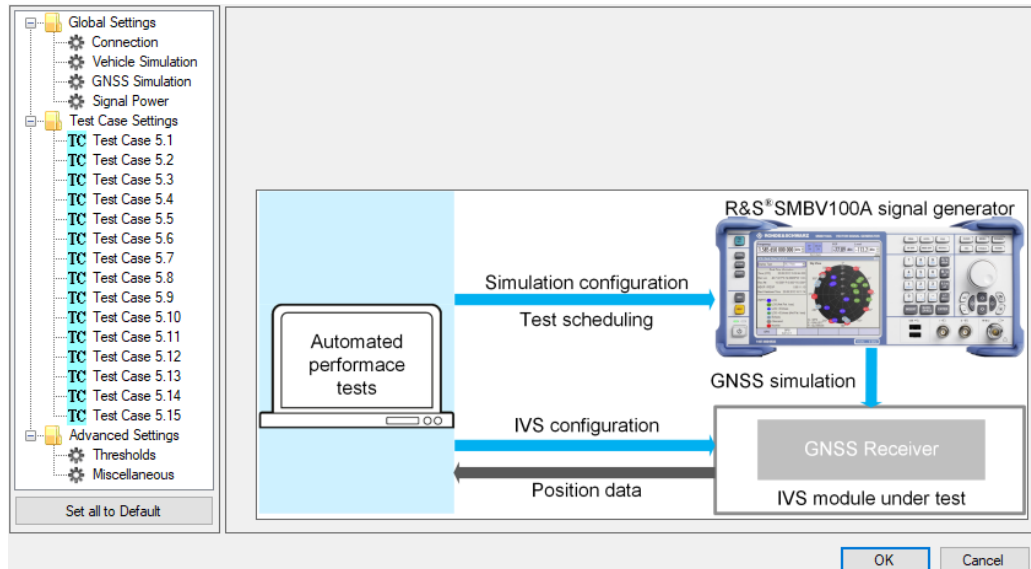 Global Settings
Connection
Vehicle Simulation
GNSS Simulation
Signal Power
Test Case Settings
TC Test Case 5.1
TC Test Case 5.2
TC Test Case 5.3
TC Test Case 5.4
TC Test Case 5.5
TC Test Case 5.6
TC Test Case 5.7
TC Test Case 5.8
TC Test Case 5.9
TC Test Case 5.10
TC Test Case 5.11
TC Test Case 5.12
TC Test Case 5.13
TC Test Case 5.14
TC Test Case 5.15
Advanced Settings
Thresholds
Miscellaneous
Set all to Default
R&S®SMBV100A signal generator
ROHDE&SCHWARZ
Simulation configuration
Test scheduling
Automated
performace
tests
GNSS simulation
IVS configuration
GNSS Receiver
Position data
IVS module under test
OK
Cancel